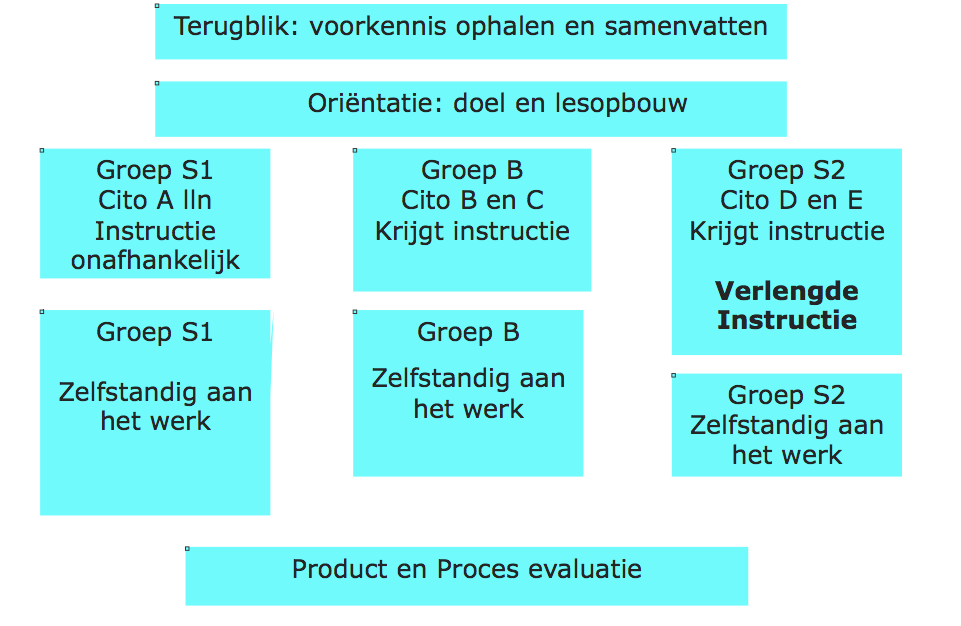 Terugblik: voorkennis ophalen en samenvatten
Oriëntatie: doel en lesopbouw
Groep S1
Cito A lln
Instructie
onafhankelijk
Groep B
Cito B en C
Krijgt instructie
Groep S2
Cito D en E
Krijgt instructie
Verlengde
Instructie
Groep S1
Zelfstandig aan
het werk
Groep B
Zelfstandig aan
het werk
Groep S2
Zelfstandig aan
het werk
Product en Proces evaluatie